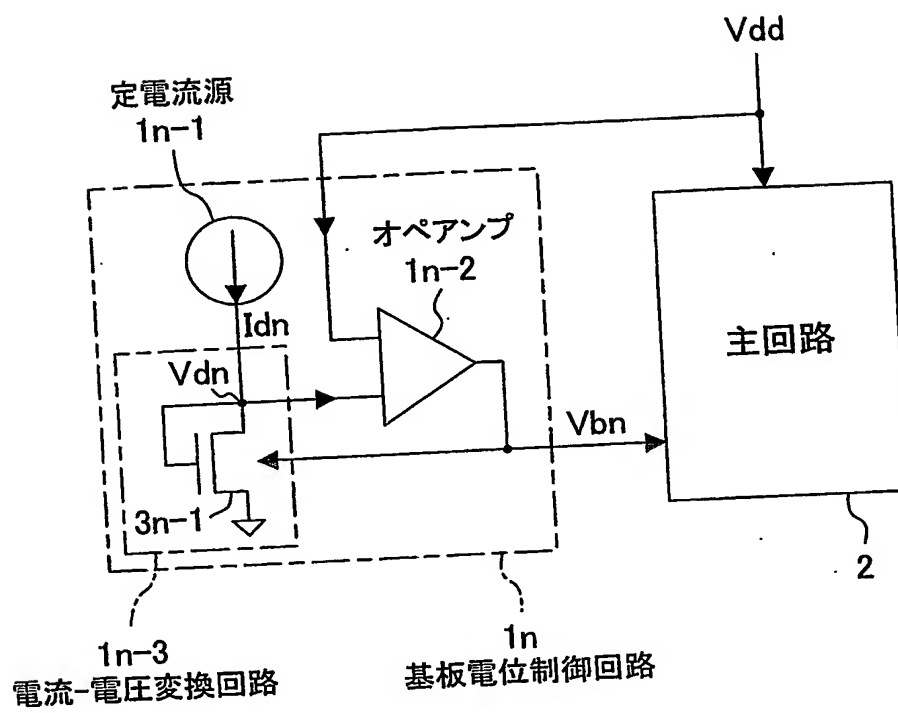 Vdd
定電流源
1n-1
オペアンプ
1n-2
Idn
Vdn
主回路
Vbn
3n-1
2
1n-3
電流-電圧変換回路
1n
基板電位制御回路